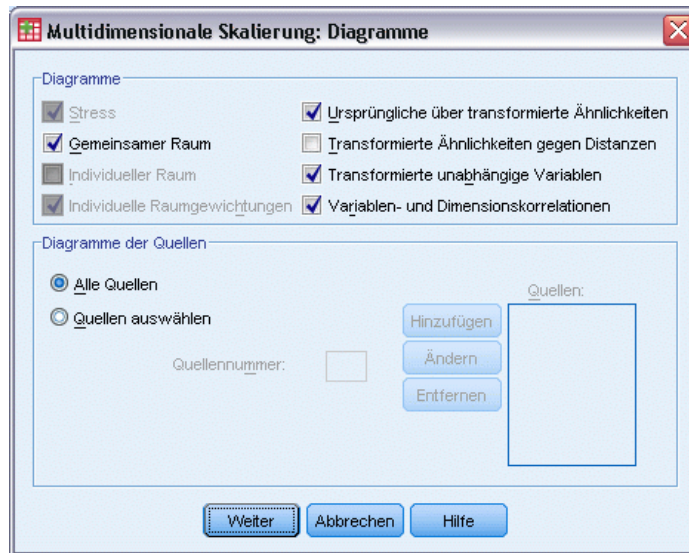 Multidimensionale Skalierung: Diagramme
Diagramme
Stress
Gemeinsamer Raum
Individueller Raum
Individuelle Raumgewichtungen
Ursprüngliche über transformierte Ähnlichkeiten
Transformierte Ähnlichkeiten gegen Distanzen
Transformierte unabhängige Variablen
Variablen- und Dimensionskorrelationen
Diagramme der Quellen
Alle Quellen
Quellen auswählen
Quellennummer:
Hinzufügen
Ändern
Entfernen
Quellen:
Weiter
Abbrechen
Hilfe